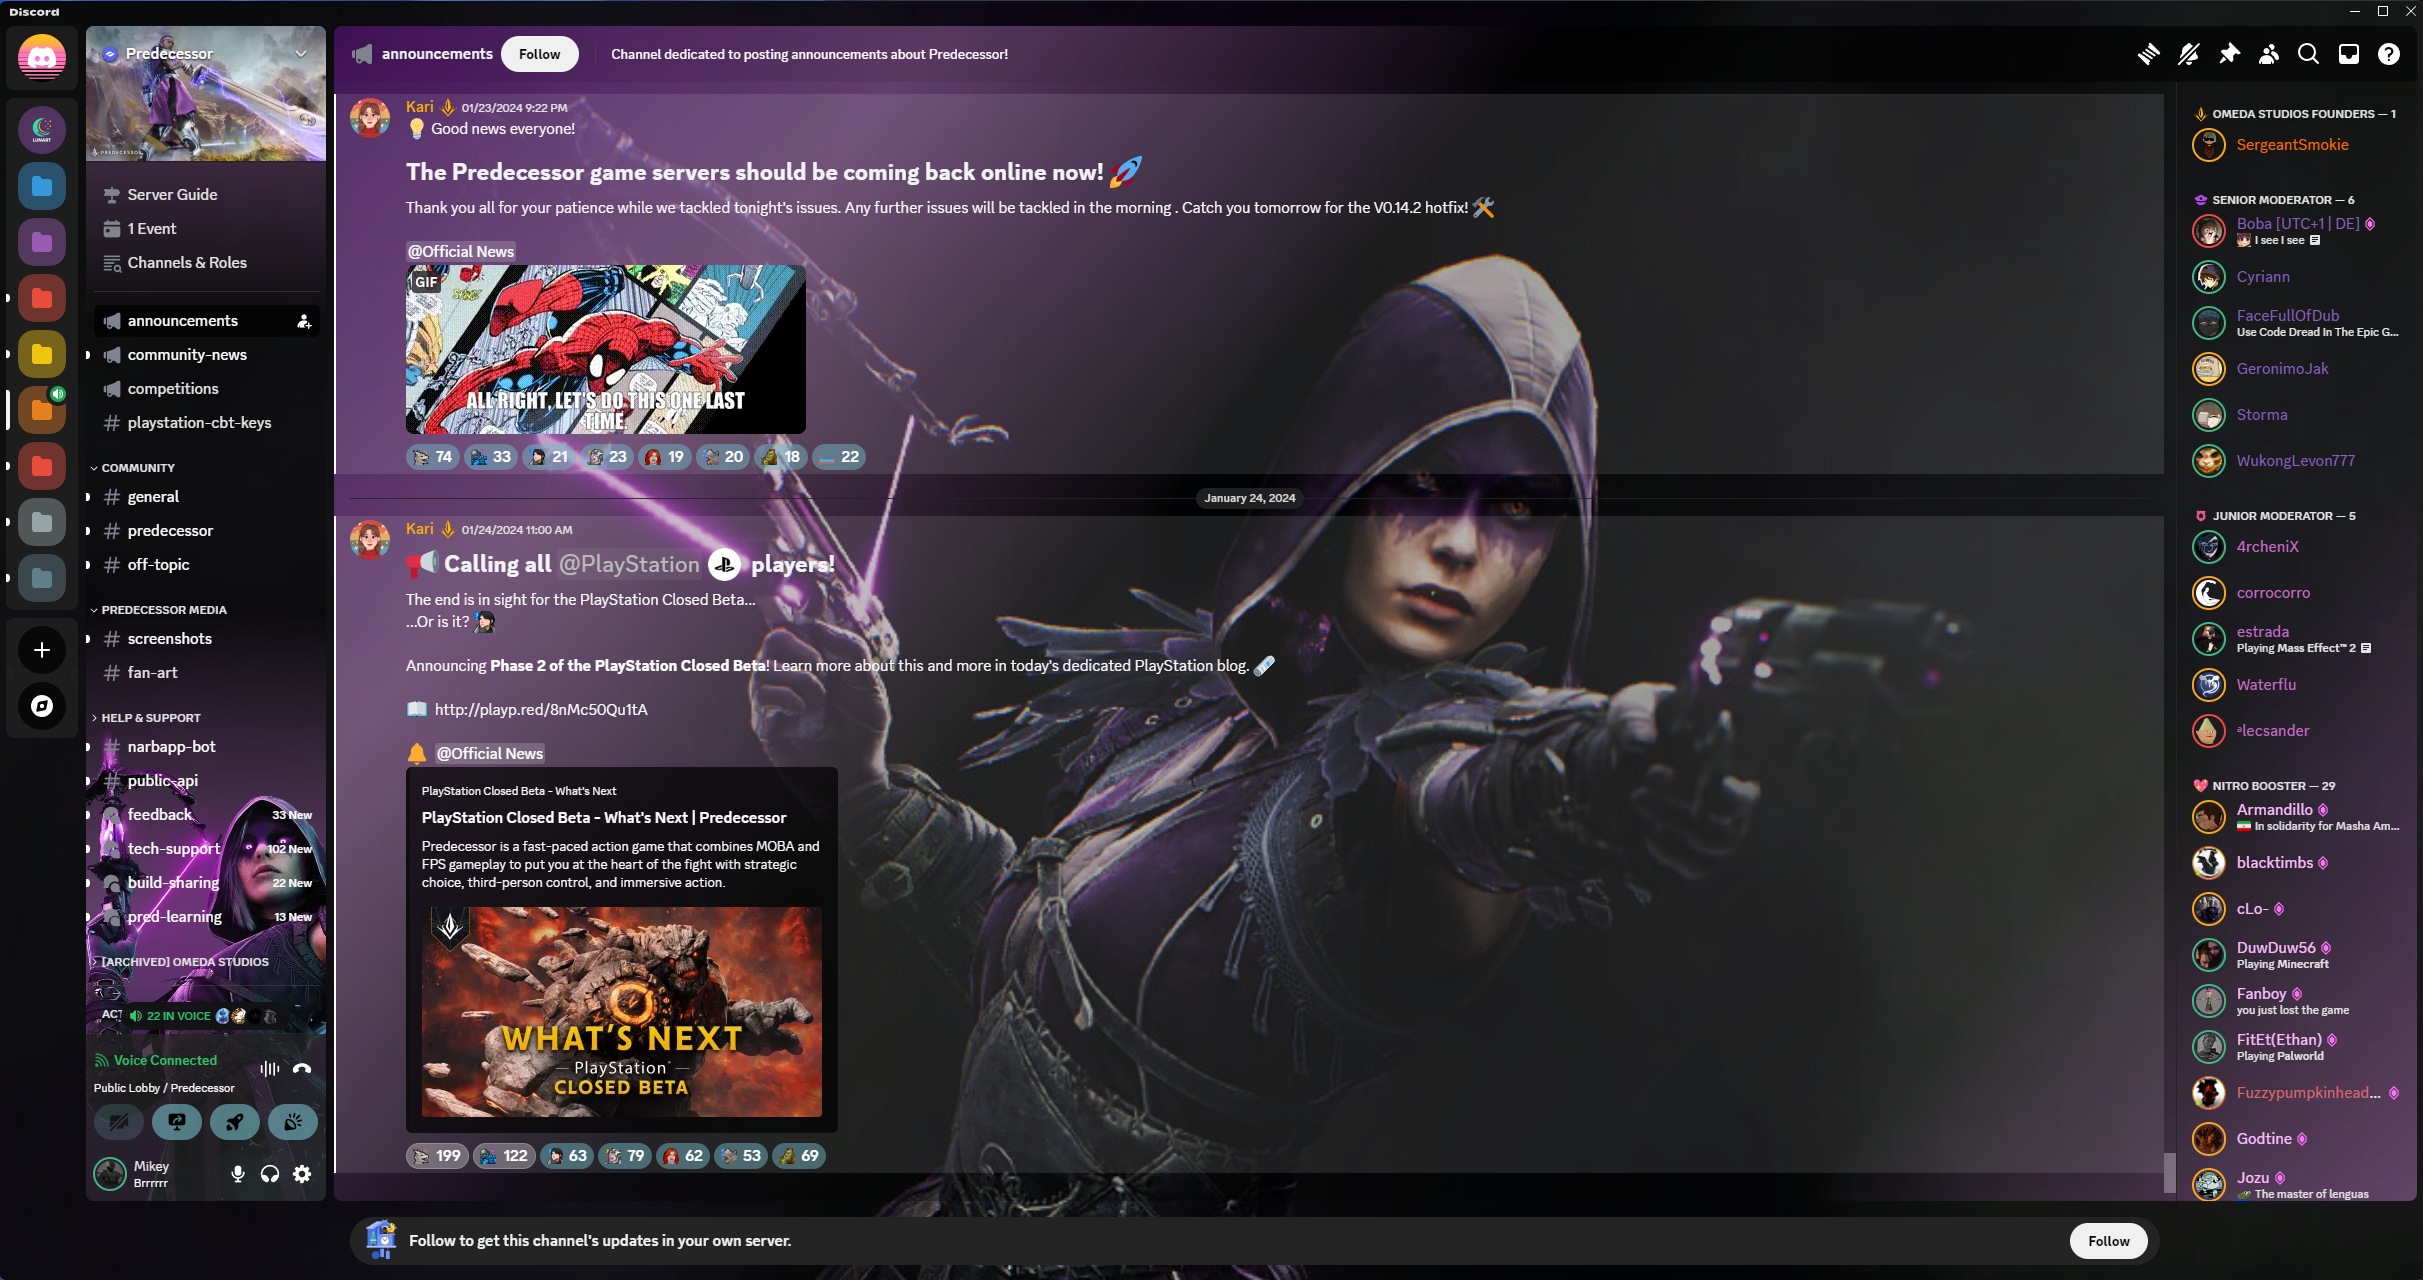 Discord
Predecessor
PREDECESSOR
LUNART
Server Guide
1 Event
Channels & Roles
announcements
community-news
competitions
playstation-cbt-keys
COMMUNITY
general
predecessor
off-topic
PREDECESSOR MEDIA
screenshots
fan-art
HELP & SUPPORT
narbapp-bot
public-api
feedback 33 New
tech-support 102 New
build-sharing 22 New
pred-learning 13 New
[ARCHIVED] OMEDA STUDIOS
ACT 22 IN VOICE
Voice Connected
Public Lobby / Predecessor
Mikey
Brrrrrr
announcements Follow Channel dedicated to posting announcements about Predecessor!
Kari 01/23/2024 9:22 PM
Good news everyone!
The Predecessor game servers should be coming back online now!
Thank you all for your patience while we tackled tonight's issues. Any further issues will be tackled in the morning . Catch you tomorrow for the V0.14.2 hotfix!
@Official News
GIF
ALL RIGHT, LET'S DO THIS ONE LAST
TIME.
74 33 21 23 19 20 18 22
January 24, 2024
Kari 01/24/2024 11:00 AM
Calling all @PlayStation players!
The end is in sight for the PlayStation Closed Beta...
...Or is it?
Announcing Phase 2 of the PlayStation Closed Beta! Learn more about this and more in today's dedicated PlayStation blog.
http://playp.red/8nMc50Qu1tA
@Official News
PlayStation Closed Beta - What's Next
PlayStation Closed Beta - What's Next | Predecessor
Predecessor is a fast-paced action game that combines MOBA and
FPS gameplay to put you at the heart of the fight with strategic
choice, third-person control, and immersive action.
WHAT'S NEXT
PlayStation
CLOSED BETA
199 122 63 79 62 53 69
Follow to get this channel's updates in your own server. Follow
OMEDA STUDIOS FOUNDERS — 1
SergeantSmokie
SENIOR MODERATOR — 6
Boba [UTC+1 | DE]
I see I see
Cyriann
FaceFullOfDub
Use Code Dread In The Epic G...
GeronimoJak
Storma
WukongLevon777
JUNIOR MODERATOR — 5
4rcheniX
corrocorro
estrada
Playing Mass Effect™ 2
Waterflu
ᵃlecsander
NITRO BOOSTER — 29
Armandillo
In solidarity for Masha Am...
blacktimbs
cLo-
DuwDuw56
Playing Minecraft
Fanboy
you just lost the game
FitEt(Ethan)
Playing Palworld
Fuzzypumpkinhead...
Godtine
Jozu
The master of lenguas